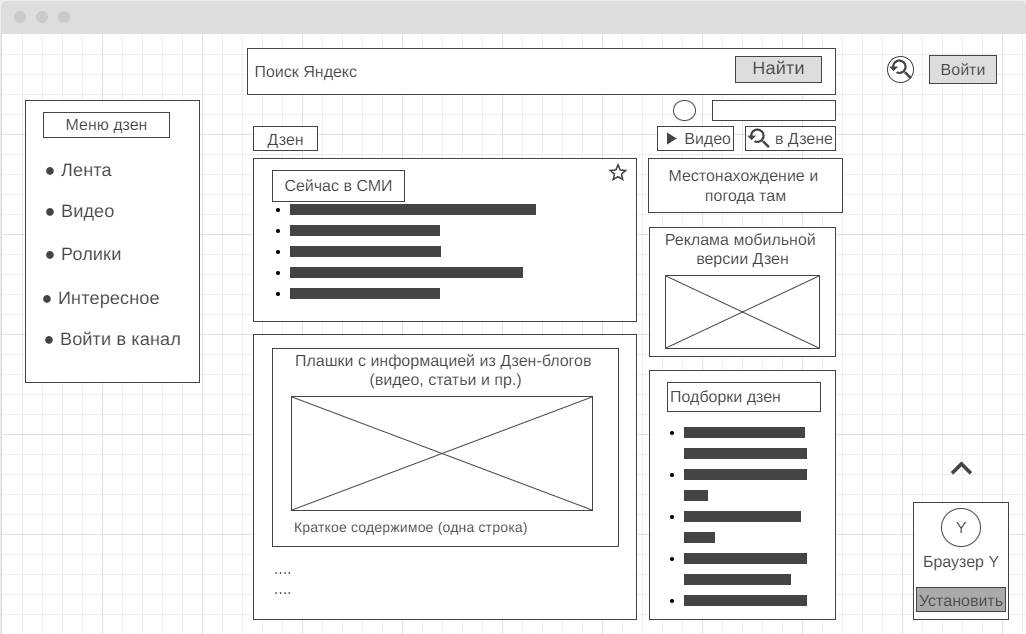 Поиск Яндекс
Найти
Войти
Меню дзен
Лента
Видео
Ролики
Интересное
Войти в канал
Дзен
Видео
в Дзене
Сейчас в СМИ
Местонахождение и
погода там
Реклама мобильной
версии Дзен
Плашки с информацией из Дзен-блогов
(видео, статьи и пр.)
Краткое содержимое (одна строка)
....
....
Подборки дзен
Y
Браузер Y
Установить